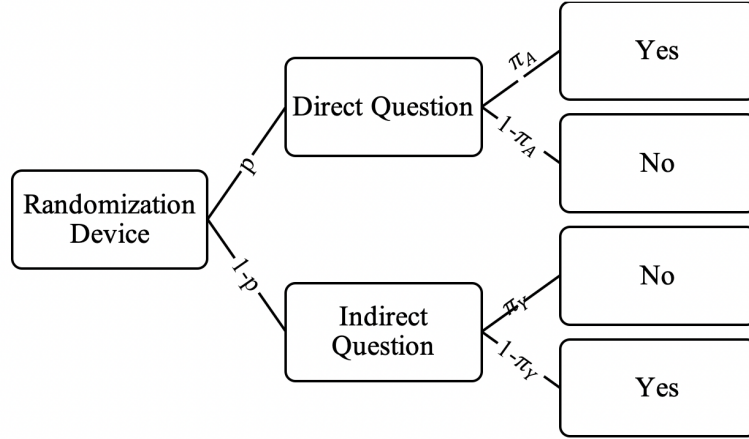 Randomization
Device
p
1-p
Direct Question
π_A
1-π_A
Yes
No
Indirect
Question
π_Y
1-π_Y
No
Yes